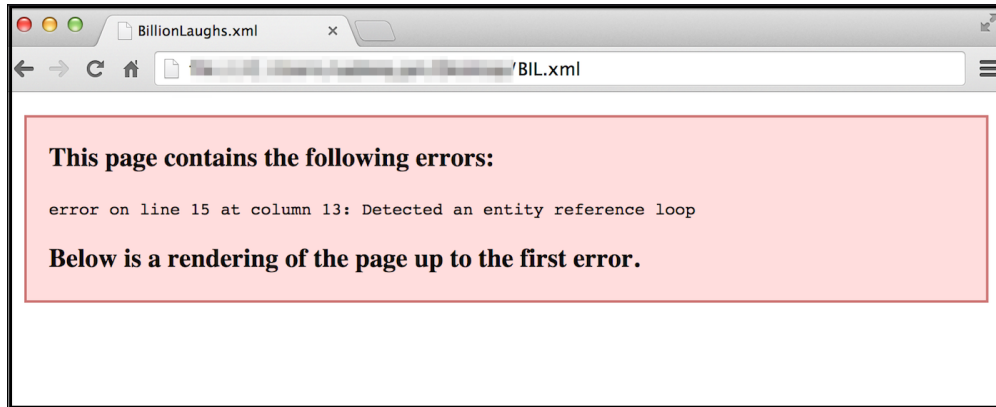 BillionLaughs.xml
/BIL.xml
This page contains the following errors:
error on line 15 at column 13: Detected an entity reference loop
Below is a rendering of the page up to the first error.